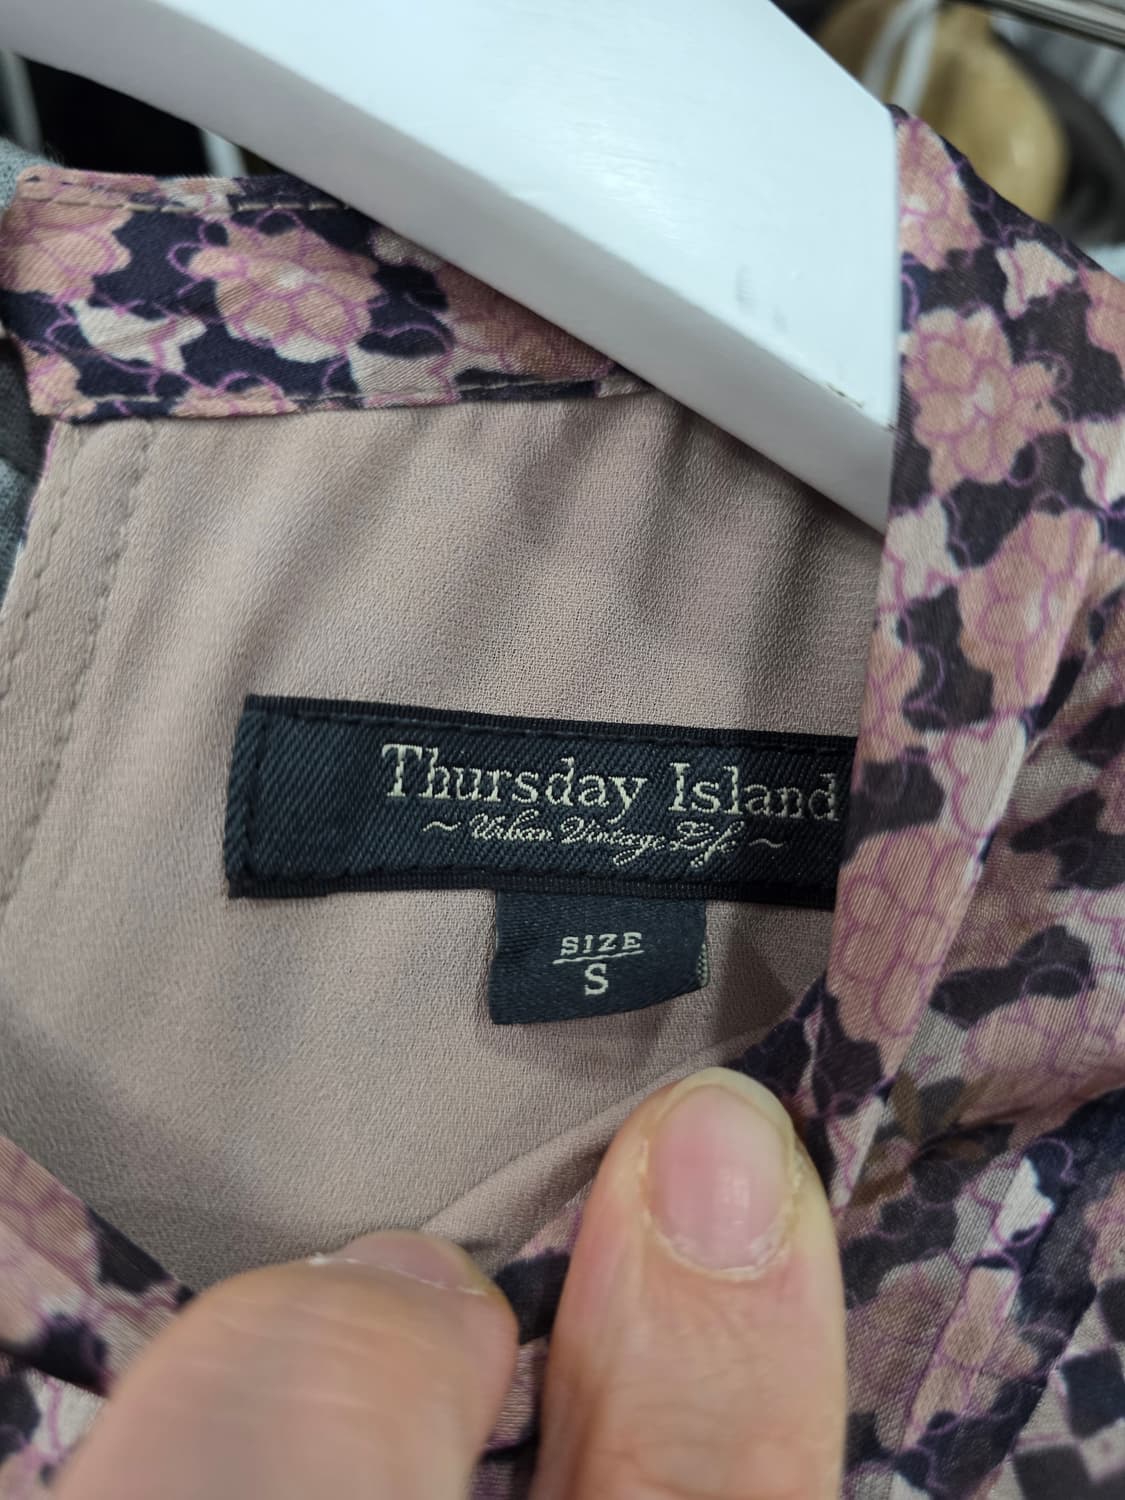 Thursday Island
~ Urban Vintage Life ~
SIZE
S